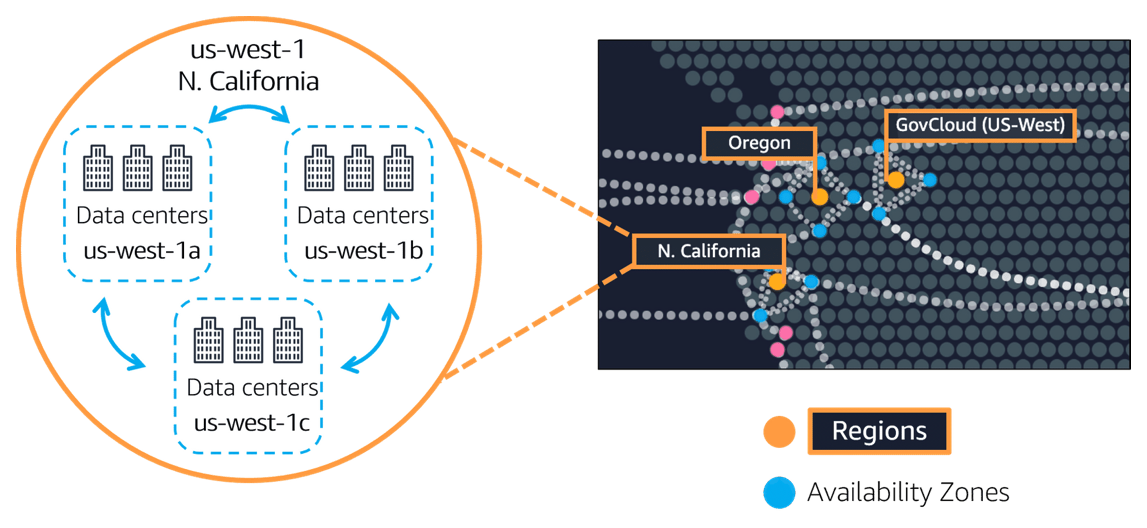 us-west-1
N. California
Data centers
us-west-1a
Data centers
us-west-1b
Data centers
us-west-1c
GovCloud (US-West)
Oregon
N. California
Regions
Availability Zones